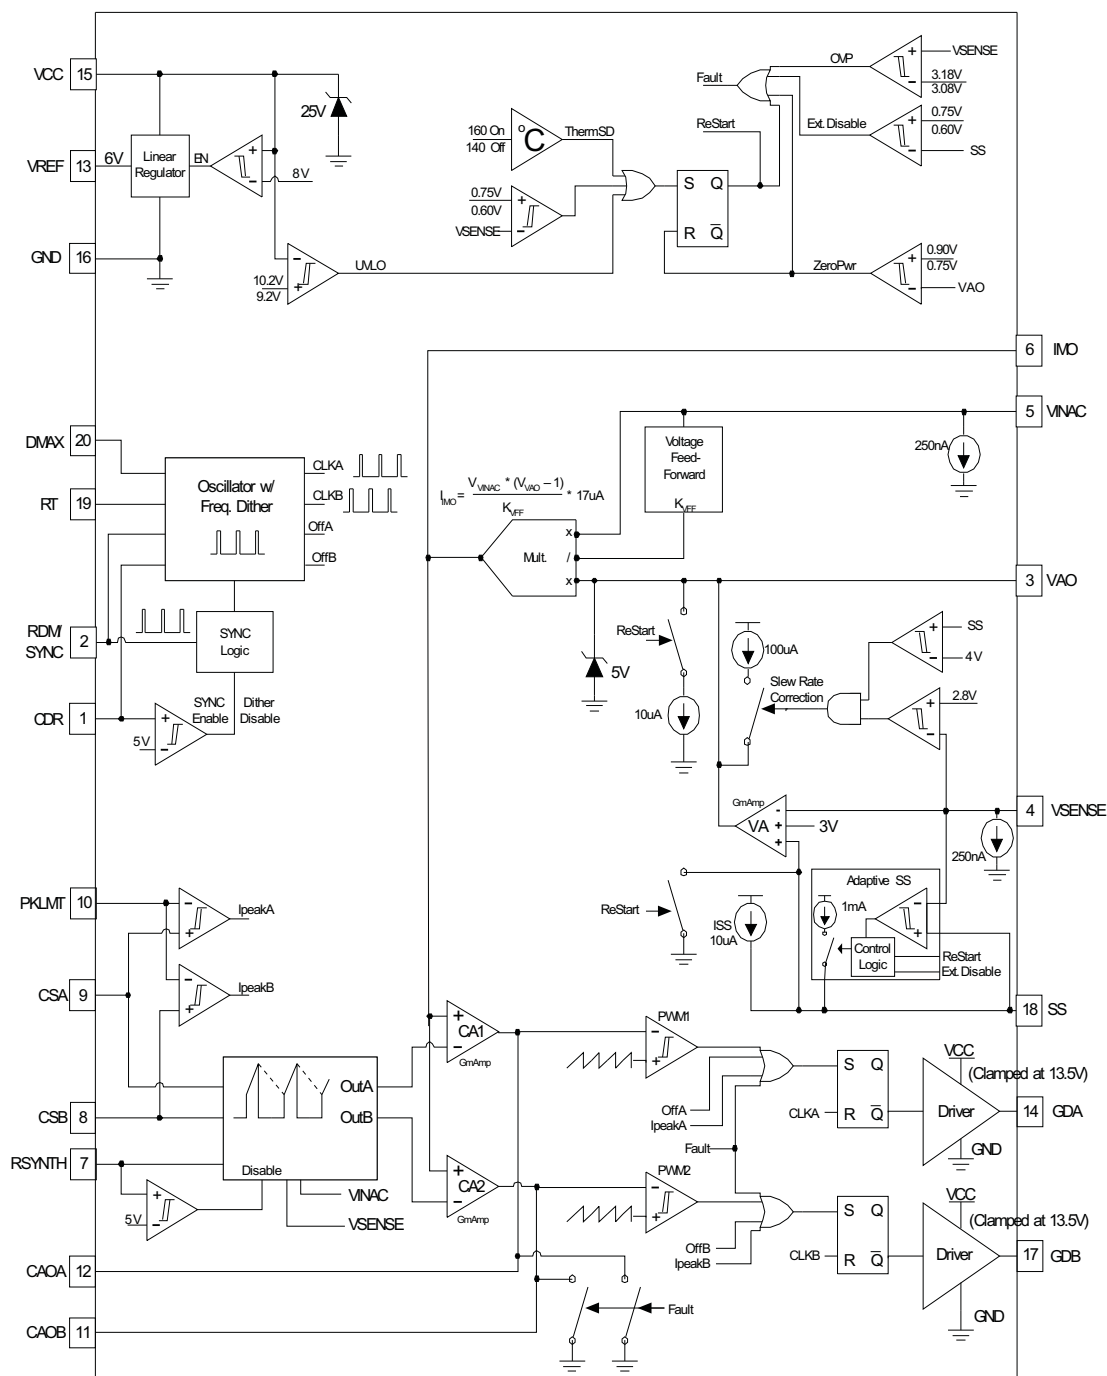 VCC 15
25V
VREF 13
6V
Linear
Regulator
EN
8V
GND 16
10.2V
9.2V
UVLO
160 On
140 Off
°C
ThermSD
0.75V
0.60V
VSENSE
S Q
R Q̅
Fault
ReStart
OVP
VSENSE
3.18V
3.08V
Ext. Disable
0.75V
0.60V
SS
ZeroPwr
0.90V
0.75V
VAO
6 IMO
5 VINAC
250nA
Voltage
Feed-
Forward
KVFF
IMO = VVINAC * (VVAO – 1) / KVFF * 17uA
x
Mult. /
x
3 VAO
DMAX 20
RT 19
Oscillator w/
Freq. Dither
CLKA
CLKB
OffA
OffB
RDM/
SYNC 2
SYNC
Logic
CDR 1
5V
SYNC
Enable
Dither
Disable
ReStart
5V
10uA
100uA
Slew Rate
Correction
SS
4V
2.8V
GmAmp
VA
3V
4 VSENSE
250nA
ReStart
ISS
10uA
Adaptive SS
1mA
Control
Logic
ReStart
Ext. Disable
18 SS
PKLMT 10
IpeakA
IpeakB
CSA 9
CSB 8
RSYNTH 7
OutA
OutB
Disable
5V
VINAC
VSENSE
CAOA 12
CAOB 11
CA1
GmAmp
CA2
GmAmp
PWM1
OffA
IpeakA
Fault
PWM2
OffB
IpeakB
Fault
CLKA
S Q
R Q̅
VCC
(Clamped at 13.5V)
Driver
14 GDA
GND
CLKB
S Q
R Q̅
VCC
(Clamped at 13.5V)
Driver
17 GDB
GND